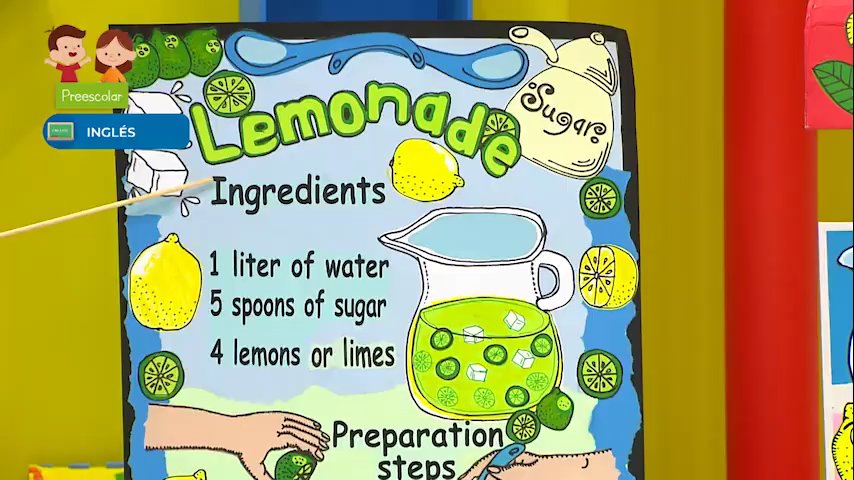 Preescolar
INGLÉS
Lemonade
Sugar
Ingredients
1 liter of water
5 spoons of sugar
4 lemons or limes
Preparation
steps